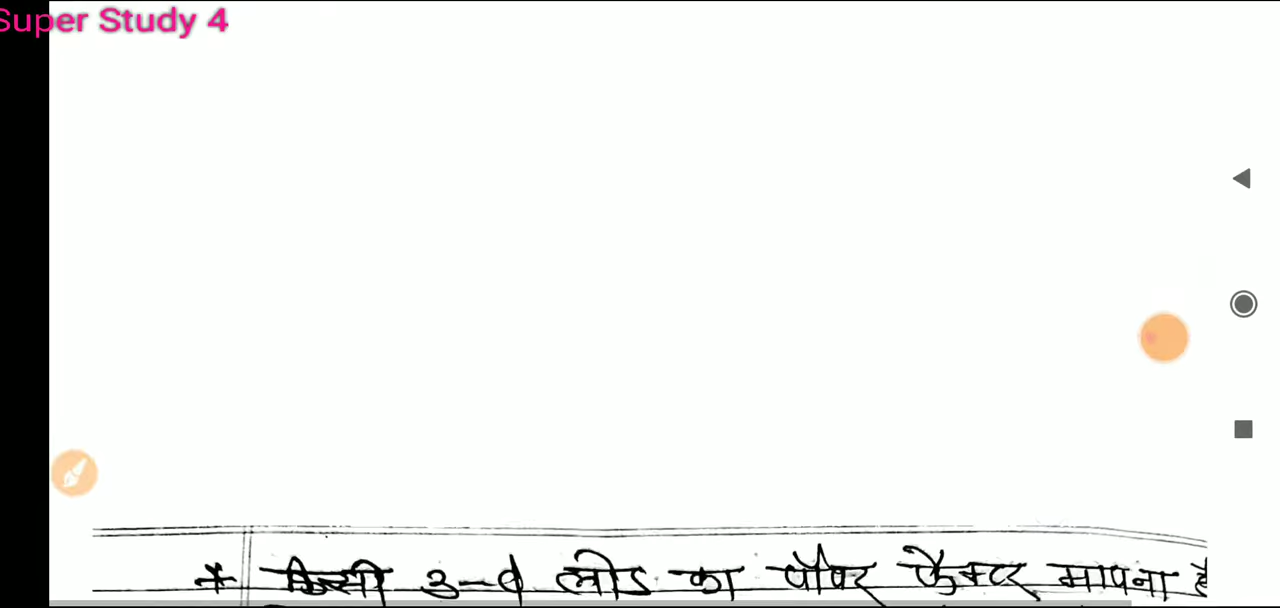 Super Study 4
* किसी 3-ϕ लोड का पॉवर फैक्टर मापना है